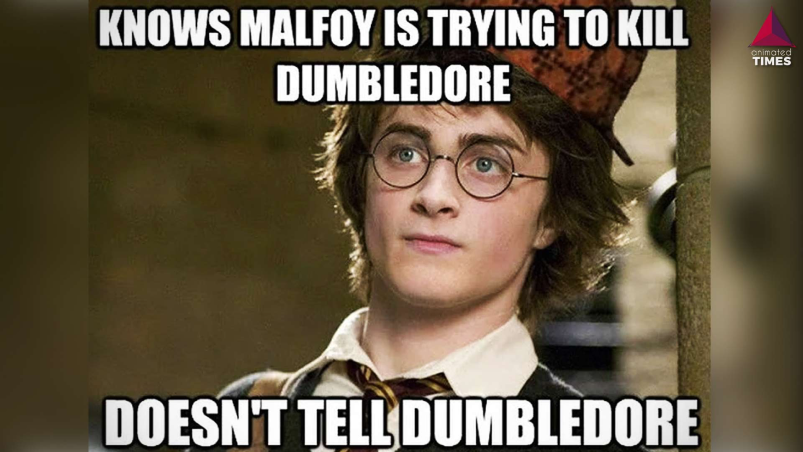 KNOWS MALFOY IS TRYING TO KILL
DUMBLEDORE
animated
TIMES
DOESN'T TELL DUMBLEDORE